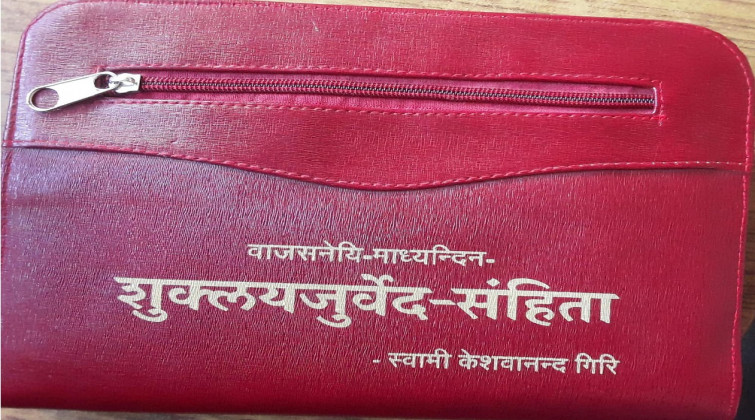 वाजसनेयि-माध्यन्दिन-
शुक्लयजुर्वेद-संहिता
- स्वामी केशवानन्द गिरि